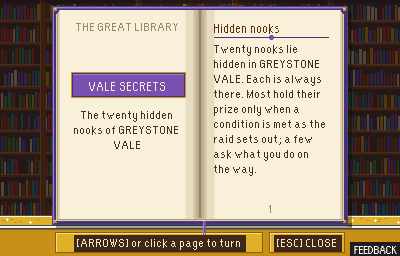 THE GREAT LIBRARY
VALE SECRETS
The twenty hidden
nooks of GREYSTONE
VALE
Hidden nooks
Twenty nooks lie
hidden in GREYSTONE
VALE. Each is always
there. Most hold their
prize only when a
condition is met as the
raid sets out; a few
ask what you do on
the way.
1
[ARROWS] or click a page to turn
[ESC] CLOSE
FEEDBACK